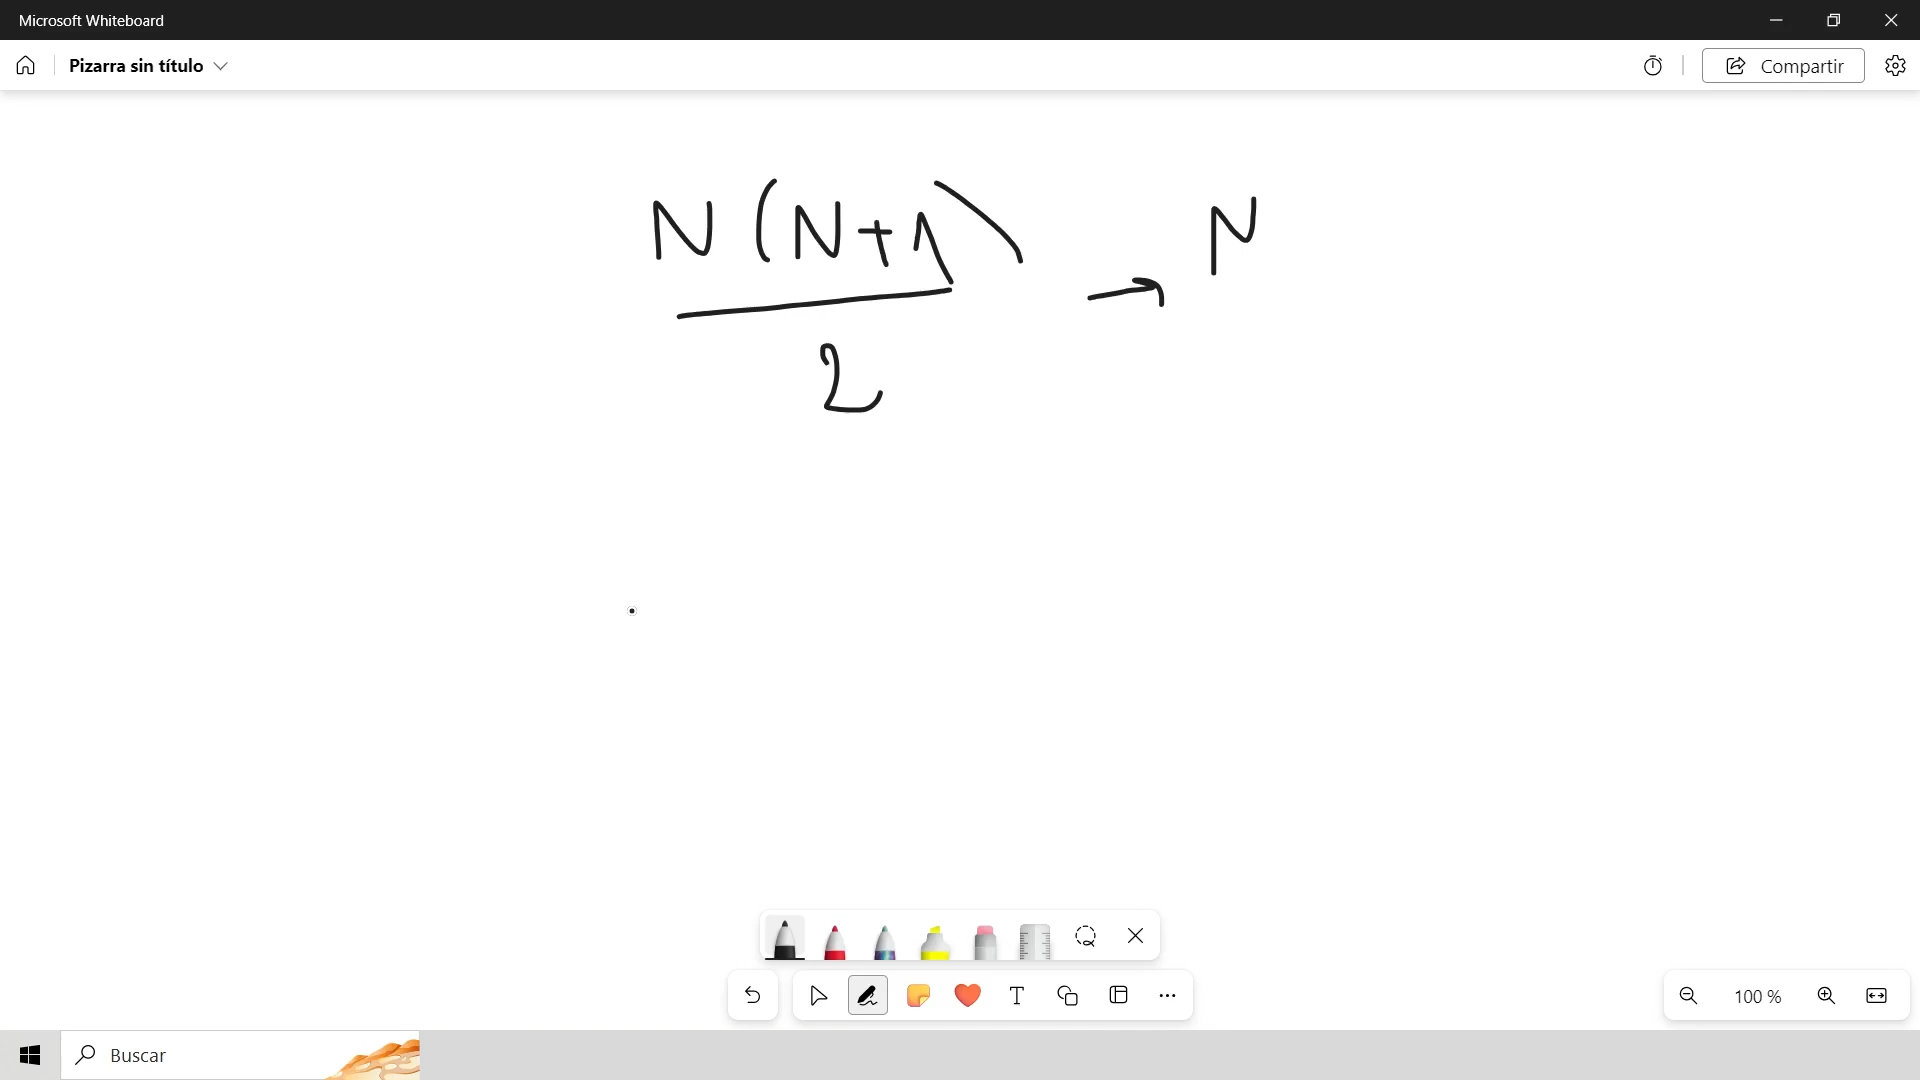 Microsoft Whiteboard
Pizarra sin título
Compartir
N (N+1) → N
2
100 %
Buscar